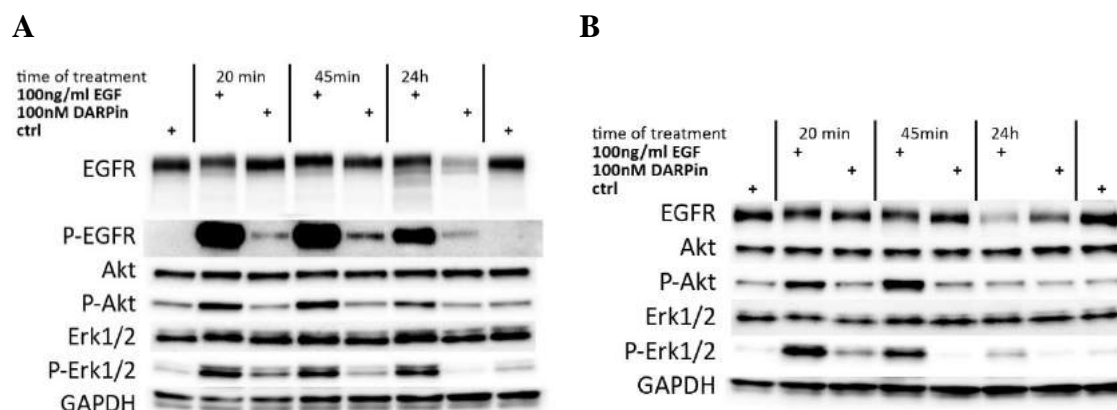 A
time of treatment 20 min 45min 24h
100ng/ml EGF + + +
100nM DARPin + + +
ctrl + +
EGFR
P-EGFR
Akt
P-Akt
Erk1/2
P-Erk1/2
GAPDH
B
time of treatment 20 min 45min 24h
100ng/ml EGF + + +
100nM DARPin + + +
ctrl + +
EGFR
Akt
P-Akt
Erk1/2
P-Erk1/2
GAPDH